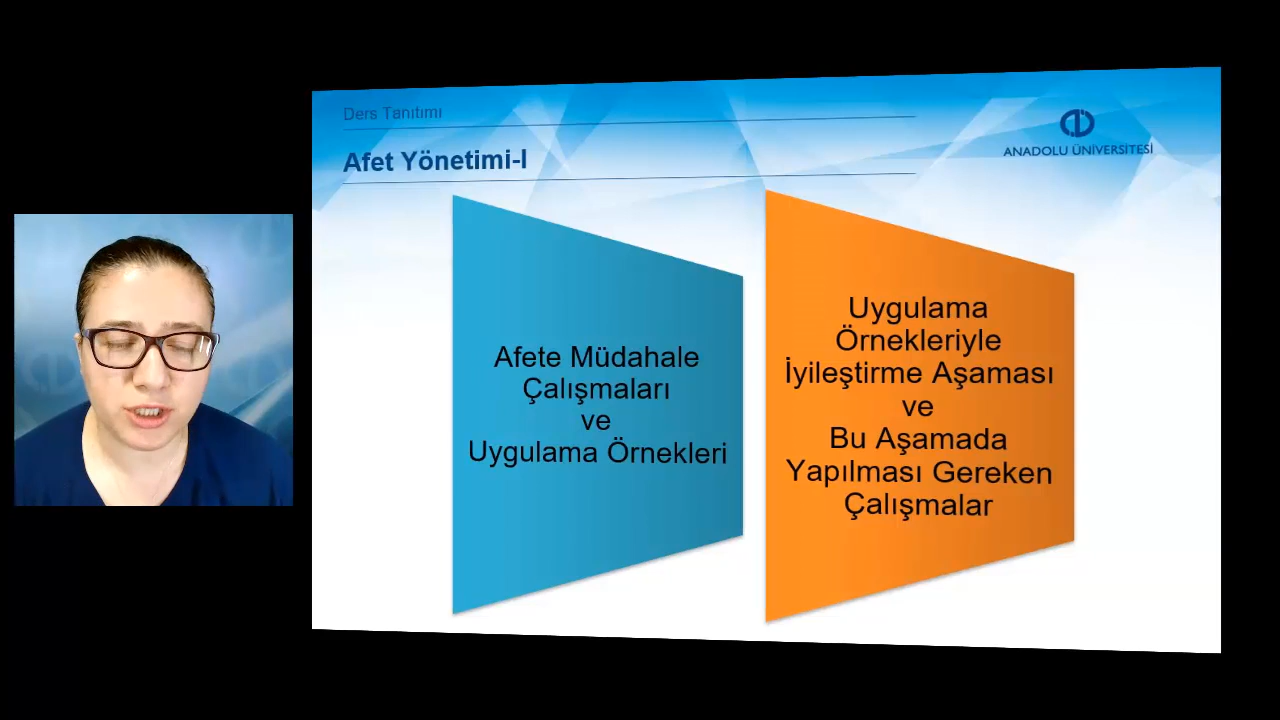 Ders Tanıtımı
Afet Yönetimi-I
ANADOLU ÜNİVERSİTESİ
Afete Müdahale
Çalışmaları
ve
Uygulama Örnekleri
Uygulama
Örnekleriyle
İyileştirme Aşaması
ve
Bu Aşamada
Yapılması Gereken
Çalışmalar